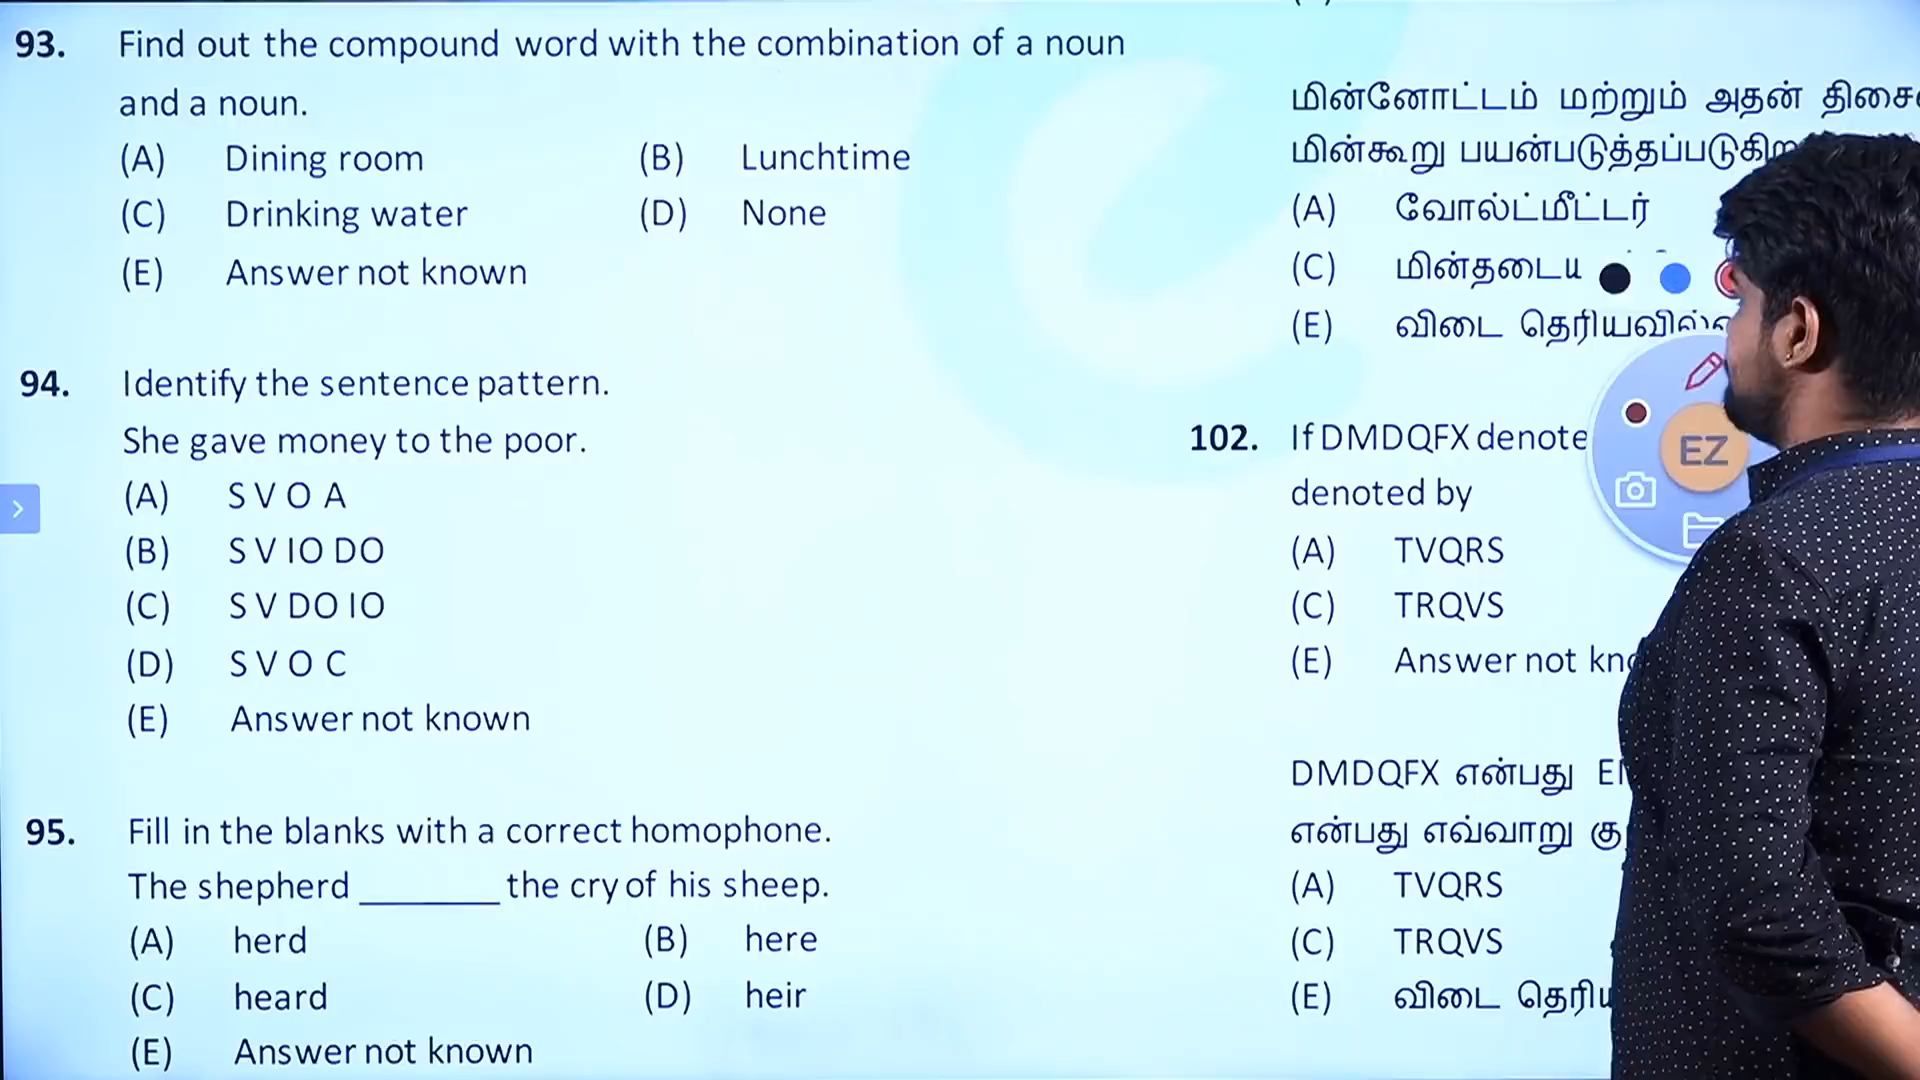 93. Find out the compound word with the combination of a noun
and a noun.
(A) Dining room (B) Lunchtime
(C) Drinking water (D) None
(E) Answer not known
94. Identify the sentence pattern.
She gave money to the poor.
(A) S V O A
(B) S V IO DO
(C) S V DO IO
(D) S V O C
(E) Answer not known
95. Fill in the blanks with a correct homophone.
The shepherd ________ the cry of his sheep.
(A) herd (B) here
(C) heard (D) heir
(E) Answer not known
மின்னோட்டம் மற்றும் அதன்
மின்கூறு
(A) வோல்ட்மீட்டர்
(C)
(E) விடை
102. If DMDQFX denote
denoted by
(A) TVQRS
(C) TRQVS
(E) Answer not
DMDQFX என்பது
என்பது எவ்வாறு
(A) TVQRS
(C) TRQVS
(E) விடை
EZ